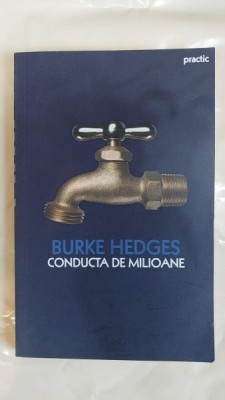 practic
BURKE HEDGES
CONDUCTA DE MILIOANE